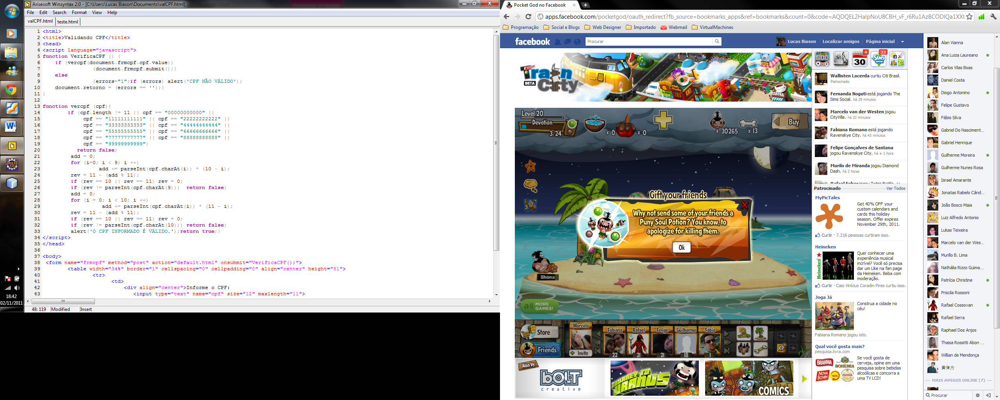 Arisesoft Winsyntax 2.0 - [C:\Users\Lucas Biason\Documents\valCPF.html]
File Edit Search Format View Help
valCPF.html teste.html
1 <html>
2 <title>Validando CPF</title>
3 <head>
4 <script language="javascript">
5 function VerificaCPF () {
6 if (vercpf(document.frmcpf.cpf.value))
7 {document.frmcpf.submit();}
8 else
9 {errors="1";if (errors) alert('CPF NÃO VÁLIDO');
10 document.retorno = (errors == '');}
11 }
12
13 function vercpf (cpf){
14 if (cpf.length != 11 || cpf == "00000000000" ||
15 cpf == "11111111111" || cpf == "22222222222" ||
16 cpf == "33333333333" || cpf == "44444444444" ||
17 cpf == "55555555555" || cpf == "66666666666" ||
18 cpf == "77777777777" || cpf == "88888888888" ||
19 cpf == "99999999999")
20 return false;
21 add = 0;
22 for (i=0; i < 9; i ++)
23 add += parseInt(cpf.charAt(i)) * (10 - i);
24 rev = 11 - (add % 11);
25 if (rev == 10 || rev == 11) rev = 0;
26 if (rev != parseInt(cpf.charAt(9))) return false;
27 add = 0;
28 for (i = 0; i < 10; i ++)
29 add += parseInt(cpf.charAt(i)) * (11 - i);
30 rev = 11 - (add % 11);
31 if (rev == 10 || rev == 11) rev = 0;
32 if (rev != parseInt(cpf.charAt(10))) return false;
33 alert('O CPF INFORMADO É VÁLIDO.');return true;}
34 </script>
35 </head>
36
37 <body>
38 <form name="frmcpf" method="post" action="default.html" onsubmit="VerificaCPF();">
39 <table width="34%" border="1" cellspacing="0" cellpadding="0" align="center" height="51">
40 <tr>
41 <td>
42 <div align="center">Informe o CPF:
43 <input type="text" name="cpf" size="12" maxlength="11">
48: 119 Modified Insert
Java EE
IDE
18:42
02/11/2011
Pocket God no Facebook
apps.facebook.com/pocketgod/oauth_redirect?fb_source=bookmarks_apps&ref=bookmarks&count=0&code=AQDQEL2HaIpNoU8CBH_vF_r6Ru1AzBCODIQa1XXt
Programação Social e Blogs Web Designer Importado Webmail VirtualMachines
facebook Procurar Lucas Biason Localizar amigos Página inicial
Train City
BETA
Level 20
Devotion
3/24
x 0
x 0
x 30265
x 13
Buy
Gift your friends
Why not send some of your friends a
Puny Soul Potion? You know, to
apologize for killing them.
Ok
Shona
MORE
GAMES!
Store
Friends
Marcela
Invite
Fabiana Rafael Felipe Guilherme Fábio
22 21 21 18 1
XP
Also by
bOLT
creative
JOURNEY TO
URANUS
COMICS
4
33
30
SIMS
Social
Wallisten Lacerda curtiu Citi Brasil.
Patrocinado
Fernanda Noguti está jogando The
Sims Social. há 29 minutos
Marcelo van der Westen jogou
CityVille. há 32 minutos
Fabiana Romano está jogando
Ravenskye City. há 43 minutos
Felipe Gonçalves de Santana
jogou Ravenskye City. há ± 1 hora
Murilo de Miranda jogou Diamond
Dash. há 2 horas
Rafael Feher jogou Tetris Battle. há
Patrocinado Ver Todos
MyPicTales
Get 40% OFF your
custom calendars and
cards this holiday
season. Offer expires
November 29th, 2011.
Curtir · 7.216 pessoas curtiram isso.
Heineken
Heineken
Quer conhecer uma
experiência musical
incrível? Você só precisa
dar um Like na fan page
da Heineken. Beba com
moderação.
Curtir · Caio Vinícius Coradin Pires curtiu isso.
Joga Já
Construa a cidade no
céu!
Fabiana Romano jogou isto.
Qual você gosta mais?
pesquisa.livra.com
BRAHMA
BOHEMIA
NOVA
SCHIN
SKOL
ITAIPAVA
Se você gosta de
cerveja, opine em uma
pesquisa sobre bebidas
alcoólicas e concorra a
uma TV LCD!
Alan Vianna
Ana Luiza Laureano
Carlos Vilas Boas
Daniel Costa
Diogo Antonino
Felipe Gustavo
Fábio Silva
Gabriel Do Nasciment...
Gabriel Henrique
Guilherme Moreira
Guilherme Nunes Rosa
Israel Amarante
Jonatas Rabelo Când...
João Bosco Maia
Luiz Alfredo Antonio
Lukas Teixeira
Marcelo van der Wes...
Murillo B. Lima
Nathália Rizzo Guima...
Patrícia Christine
Priscila Rossoni
Rafael Cossovan
Rafael Serra
Raphael Dos Anjos
Thaisa Rossitti Abon ...
Willian de Mendonça
龚偉力
MAIS AMIGOS ONLINE (7)
Procurar